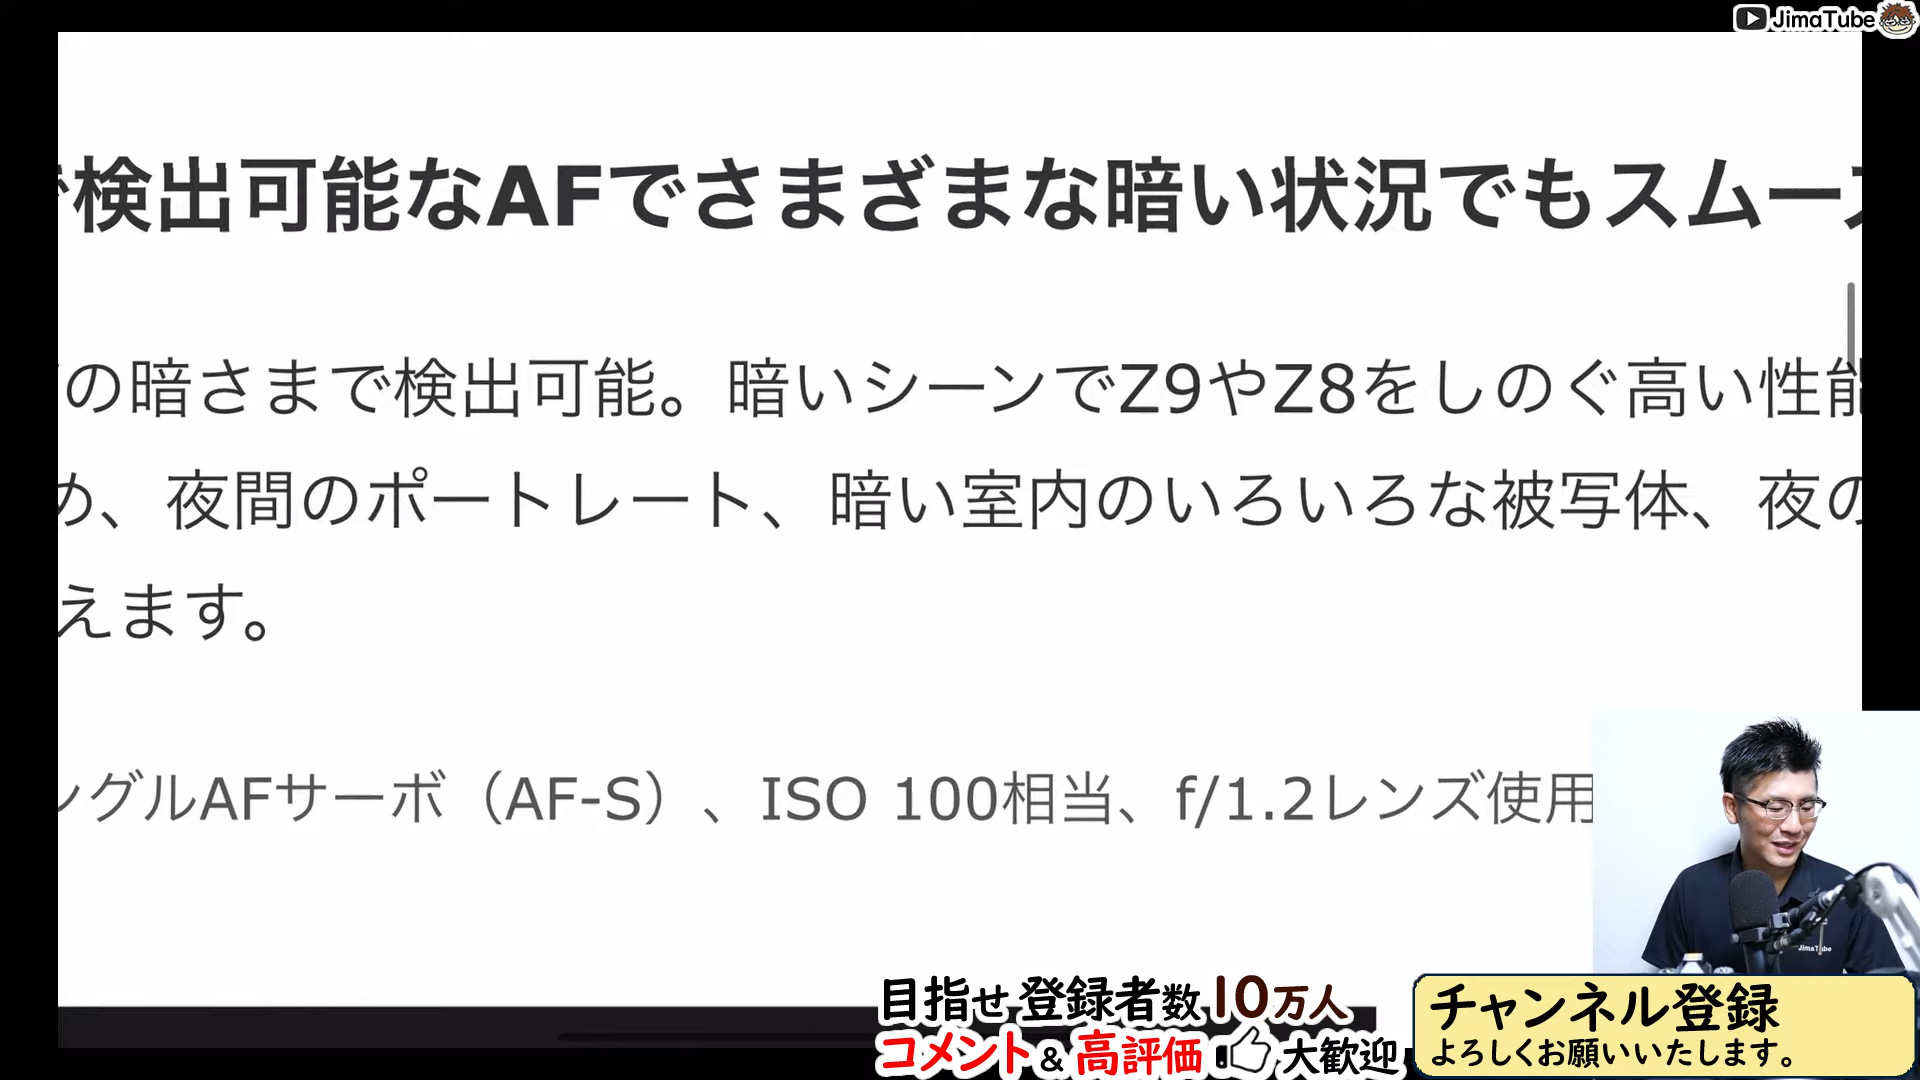 JimaTube
検出可能なAFでさまざまな暗い状況でもスムー
の暗さまで検出可能。暗いシーンでZ9やZ8をしのぐ高い性能
め、夜間のポートレート、暗い室内のいろいろな被写体、夜の
えます。
ングルAFサーボ（AF-S）、ISO 100相当、f/1.2レンズ使用
JimaTube
目指せ 登録者数 10万人
コメント & 高評価 大歓迎
チャンネル登録
よろしくお願いいたします。